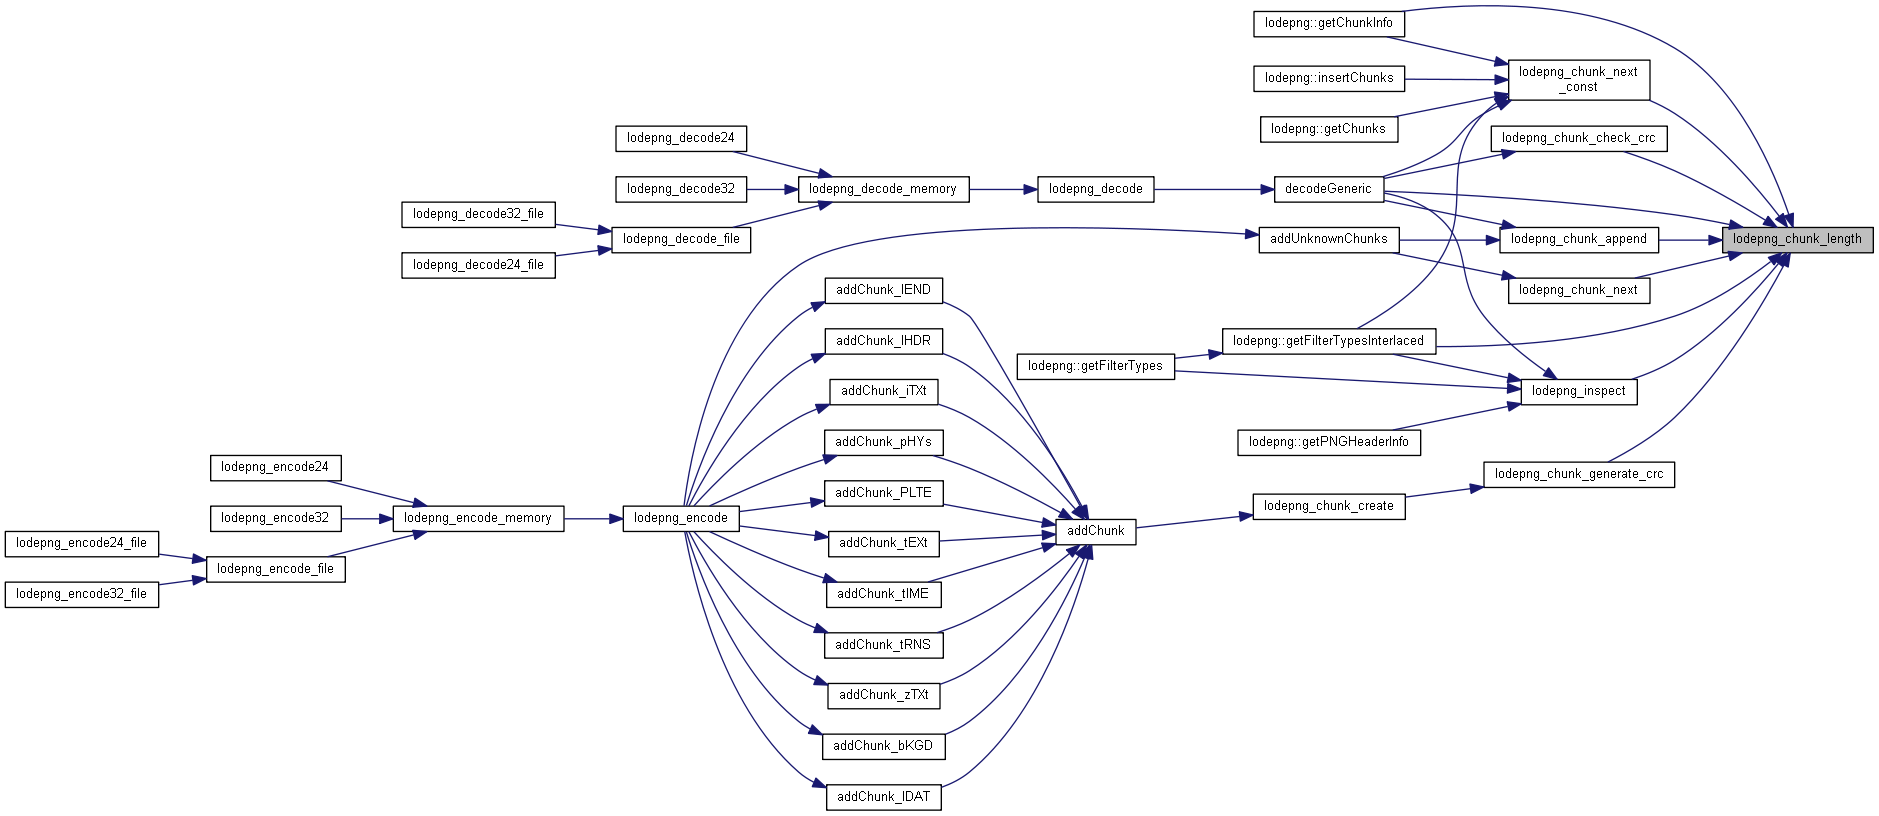 lodepng::getChunkInfo
lodepng_chunk_next
_const
lodepng::insertChunks
lodepng::getChunks
lodepng_chunk_check_crc
lodepng_decode24
lodepng_decode32
lodepng_decode_memory
lodepng_decode
decodeGeneric
lodepng_decode32_file
lodepng_decode_file
lodepng_decode24_file
addUnknownChunks
lodepng_chunk_append
lodepng_chunk_length
lodepng_chunk_next
addChunk_IEND
addChunk_IHDR
lodepng::getFilterTypesInterlaced
lodepng::getFilterTypes
addChunk_iTXt
lodepng_inspect
addChunk_pHYs
lodepng::getPNGHeaderInfo
lodepng_encode24
lodepng_chunk_generate_crc
addChunk_PLTE
lodepng_chunk_create
lodepng_encode32
lodepng_encode_memory
lodepng_encode
addChunk
lodepng_encode24_file
addChunk_tEXt
lodepng_encode_file
lodepng_encode32_file
addChunk_tIME
addChunk_tRNS
addChunk_zTXt
addChunk_bKGD
addChunk_IDAT